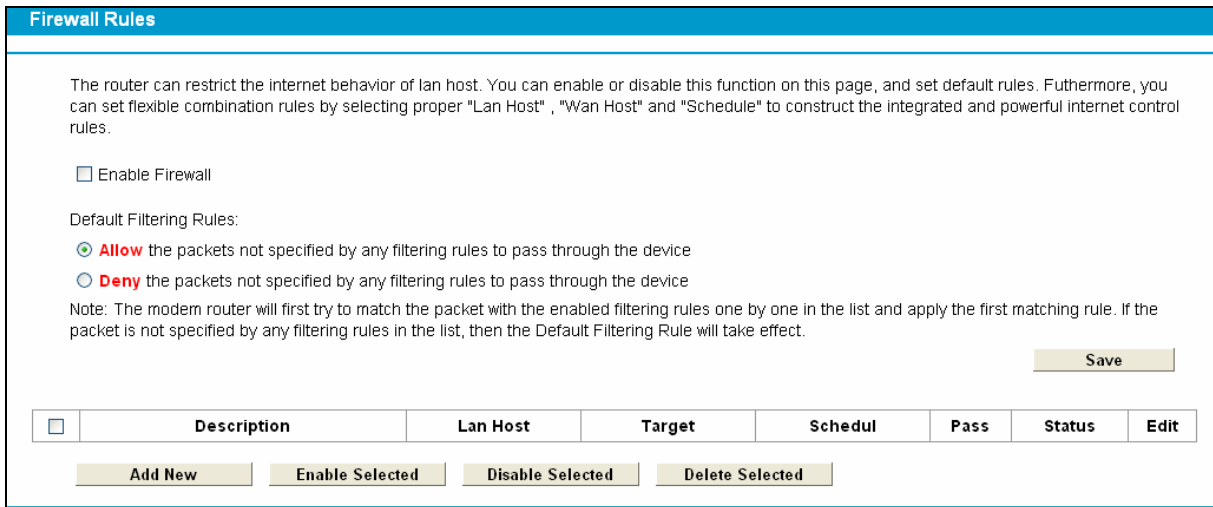 Firewall Rules
The router can restrict the internet behavior of lan host. You can enable or disable this function on this page, and set default rules. Futhermore, you
can set flexible combination rules by selecting proper "Lan Host" , "Wan Host" and "Schedule" to construct the integrated and powerful internet control
rules.
Enable Firewall
Default Filtering Rules:
Allow the packets not specified by any filtering rules to pass through the device
Deny the packets not specified by any filtering rules to pass through the device
Note: The modem router will first try to match the packet with the enabled filtering rules one by one in the list and apply the first matching rule. If the
packet is not specified by any filtering rules in the list, then the Default Filtering Rule will take effect.
Save
Description Lan Host Target Schedul Pass Status Edit
Add New Enable Selected Disable Selected Delete Selected